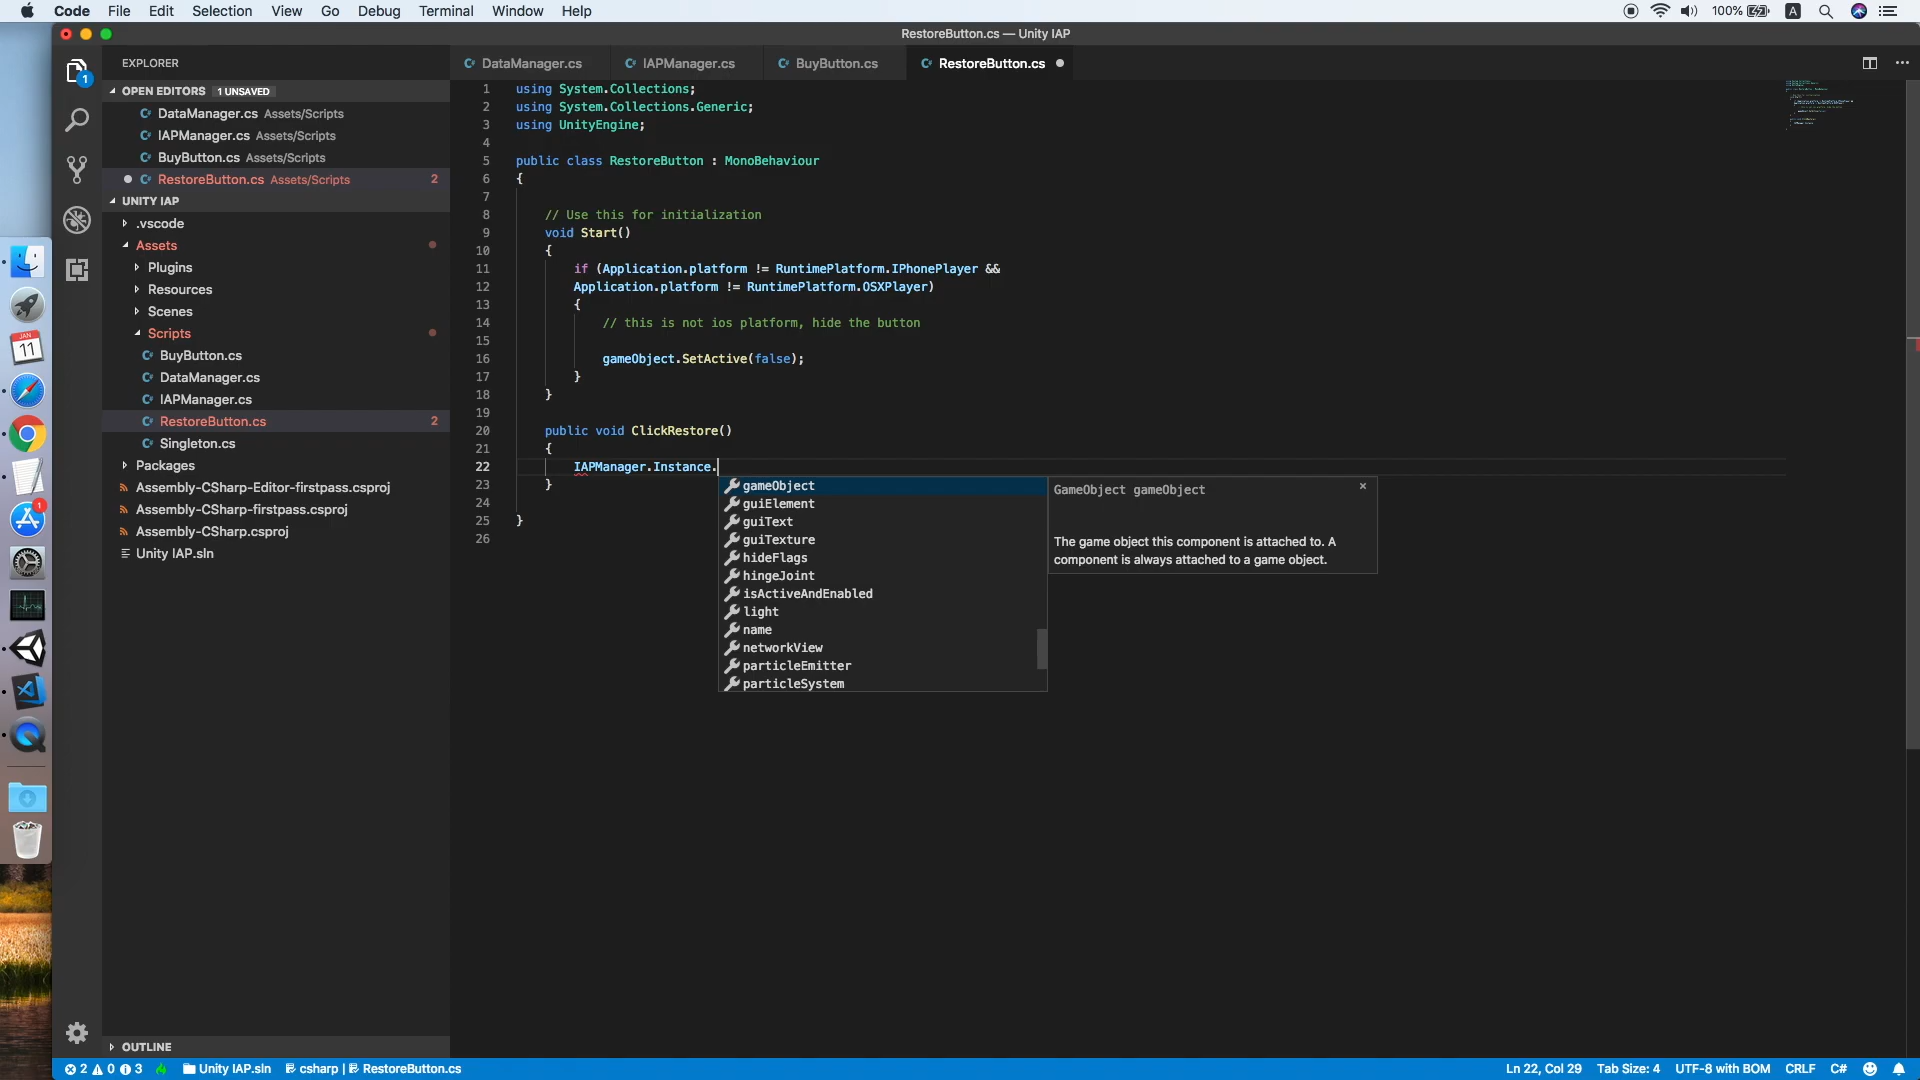 Code File Edit Selection View Go Debug Terminal Window Help
100% A
RestoreButton.cs — Unity IAP
EXPLORER
DataManager.cs IAPManager.cs BuyButton.cs RestoreButton.cs
1
OPEN EDITORS 1 UNSAVED
DataManager.cs Assets/Scripts
IAPManager.cs Assets/Scripts
BuyButton.cs Assets/Scripts
RestoreButton.cs Assets/Scripts 2
UNITY IAP
.vscode
Assets
Plugins
Resources
Scenes
Scripts
BuyButton.cs
DataManager.cs
IAPManager.cs
RestoreButton.cs 2
Singleton.cs
Packages
Assembly-CSharp-Editor-firstpass.csproj
Assembly-CSharp-firstpass.csproj
Assembly-CSharp.csproj
Unity IAP.sln
OUTLINE
JAN
11
1
1 using System.Collections;
2 using System.Collections.Generic;
3 using UnityEngine;
4
5 public class RestoreButton : MonoBehaviour
6 {
7
8 // Use this for initialization
9 void Start()
10 {
11 if (Application.platform != RuntimePlatform.IPhonePlayer &&
12 Application.platform != RuntimePlatform.OSXPlayer)
13 {
14 // this is not ios platform, hide the button
15
16 gameObject.SetActive(false);
17 }
18 }
19
20 public void ClickRestore()
21 {
22 IAPManager.Instance.
23 }
24
25 }
26
gameObject
guiElement
guiText
guiTexture
hideFlags
hingeJoint
isActiveAndEnabled
light
name
networkView
particleEmitter
particleSystem
GameObject gameObject
The game object this component is attached to. A
component is always attached to a game object.
2 0 3 Unity IAP.sln csharp | RestoreButton.cs
Ln 22, Col 29 Tab Size: 4 UTF-8 with BOM CRLF C#